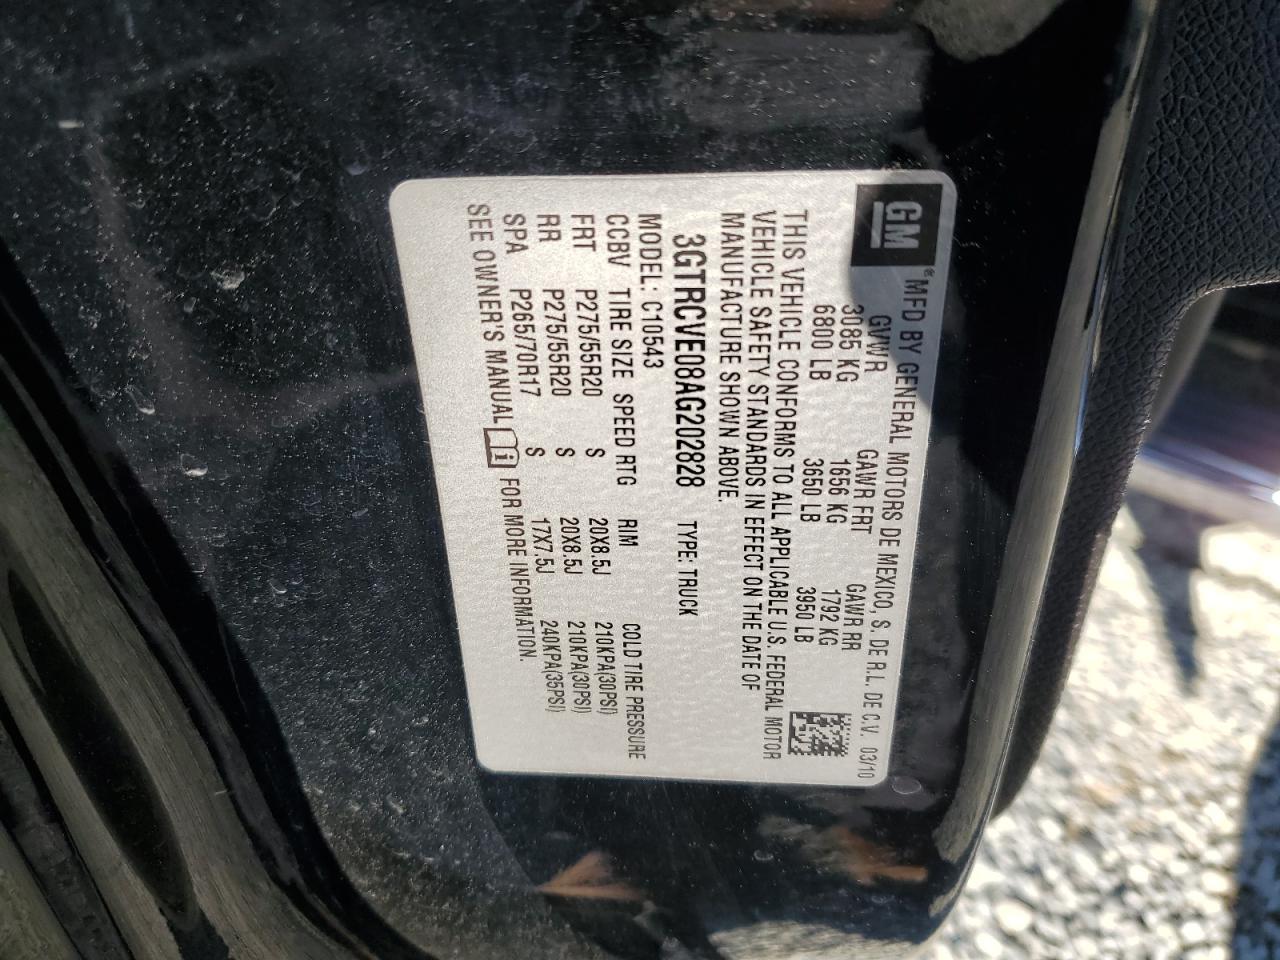 GM ® MFD BY GENERAL MOTORS DE MEXICO, S. DE R.L. DE C.V. 03/10
GVWR GAWR FRT GAWR RR
3085 KG 1656 KG 1792 KG
6800 LB 3650 LB 3950 LB
THIS VEHICLE CONFORMS TO ALL APPLICABLE U.S. FEDERAL MOTOR
VEHICLE SAFETY STANDARDS IN EFFECT ON THE DATE OF
MANUFACTURE SHOWN ABOVE.
3GTRCVE08AG202828 TYPE: TRUCK
MODEL: C10543
CCBV TIRE SIZE SPEED RTG RIM COLD TIRE PRESSURE
FRT P275/55R20 S 20X8.5J 210KPA(30PSI)
RR P275/55R20 S 20X8.5J 210KPA(30PSI)
SPA P265/70R17 S 17X7.5J 240KPA(35PSI)
SEE OWNER'S MANUAL i FOR MORE INFORMATION.